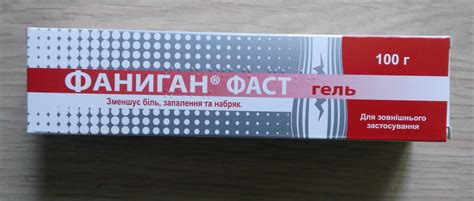 100 г
ФАНИГАН® ФАСТ гель
Зменшує біль, запалення та набряк.
Для зовнішнього
застосування